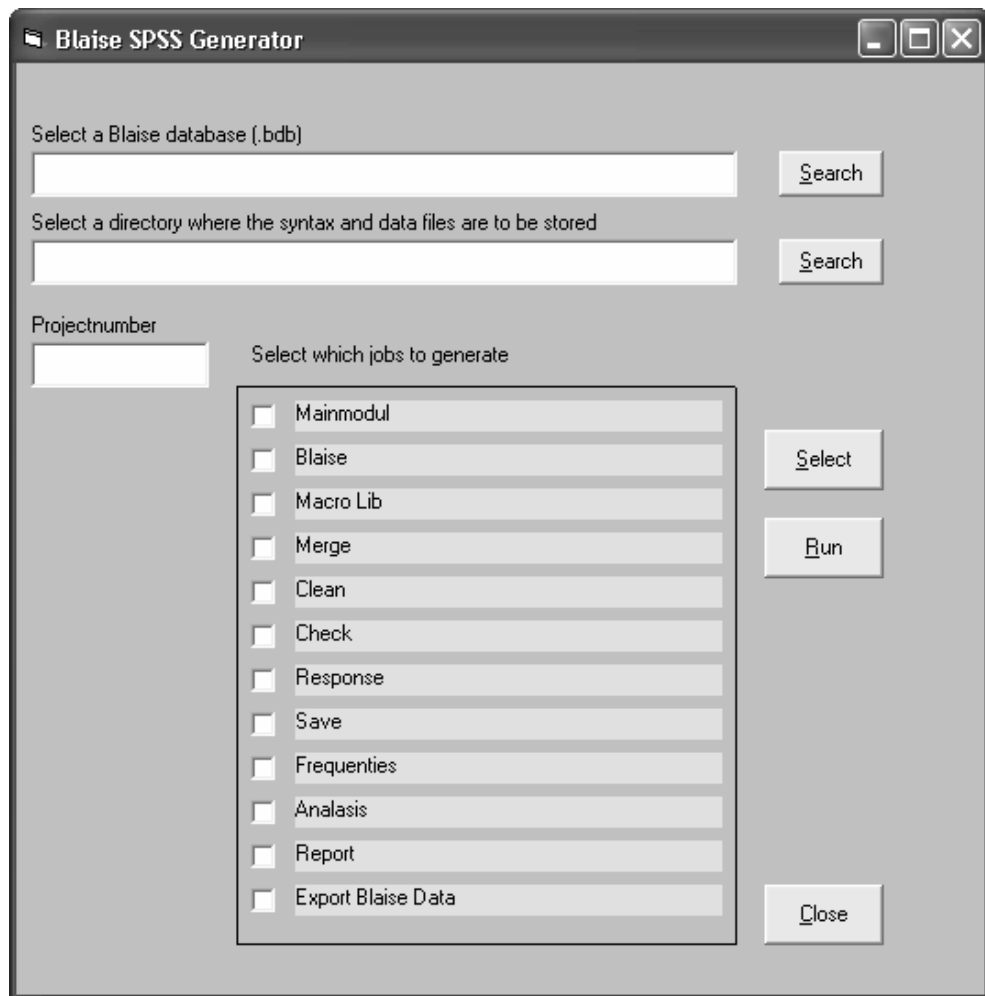 Blaise SPSS Generator
Select a Blaise database (.bdb)
Search
Select a directory where the syntax and data files are to be stored
Search
Projectnumber
Select which jobs to generate
Mainmodul
Blaise
Macro Lib
Merge
Clean
Check
Response
Save
Frequenties
Analasis
Report
Export Blaise Data
Select
Run
Close